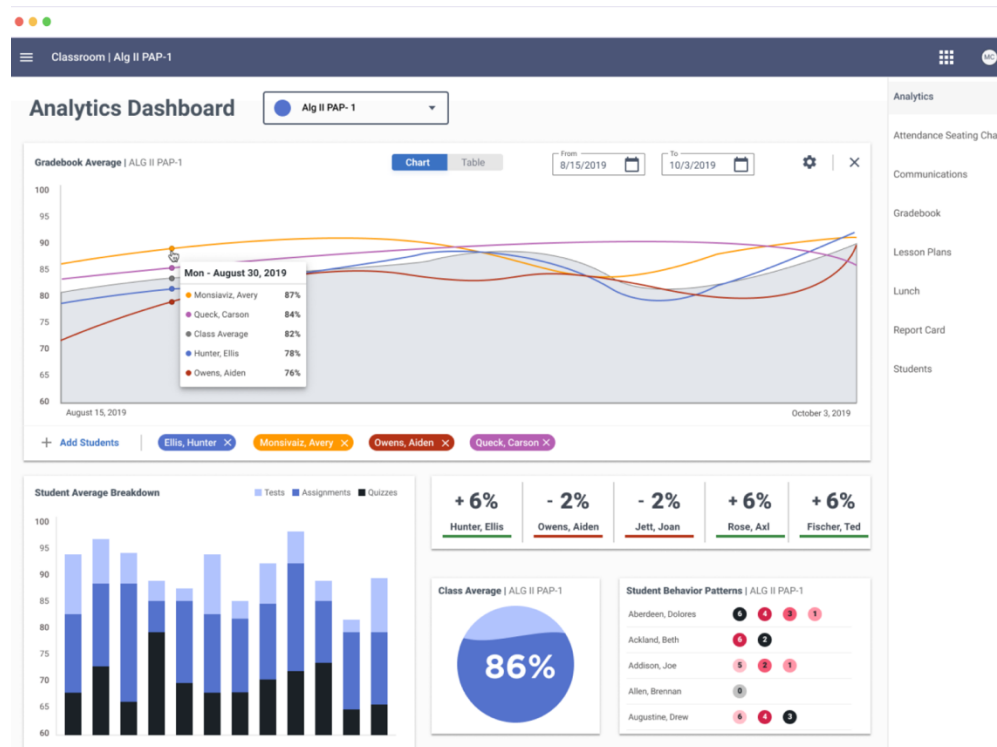 Classroom | Alg II PAP-1
MC
Analytics Dashboard
Alg II PAP- 1
Analytics
Attendance Seating Cha
Communications
Gradebook
Lesson Plans
Lunch
Report Card
Students
Gradebook Average | ALG II PAP-1
Chart Table
From
8/15/2019
To
10/3/2019
100
95
90
85
80
75
70
65
60
Mon - August 30, 2019
Monsiaviz, Avery 87%
Queck, Carson 84%
Class Average 82%
Hunter, Ellis 78%
Owens, Aiden 76%
August 15, 2019
October 3, 2019
+ Add Students
Ellis, Hunter X
Monsivaiz, Avery X
Owens, Aiden X
Queck, Carson X
Student Average Breakdown
Tests Assignments Quizzes
100
95
90
85
80
75
70
65
60
+ 6% - 2% - 2% + 6% + 6%
Hunter, Ellis Owens, Aiden Jett, Joan Rose, Axl Fischer, Ted
Class Average | ALG II PAP-1
86%
Student Behavior Patterns | ALG II PAP-1
Aberdeen, Dolores 6 4 3 1
Ackland, Beth 6 2
Addison, Joe 5 2 1
Allen, Brennan 0
Augustine, Drew 6 4 3